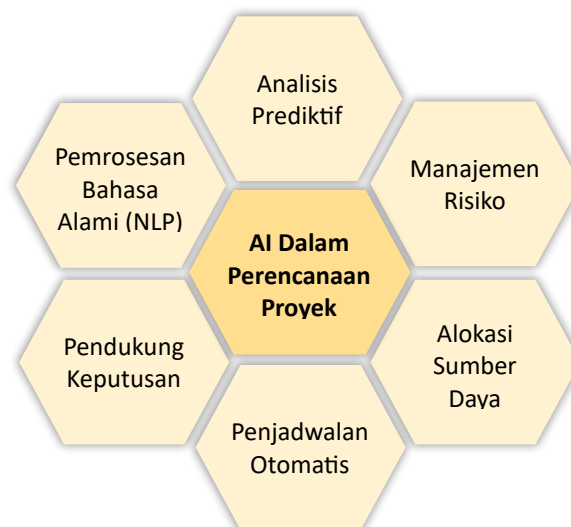 Analisis
Prediktif
Pemrosesan
Bahasa
Alami (NLP)
Manajemen
Risiko
AI Dalam
Perencanaan
Proyek
Pendukung
Keputusan
Alokasi
Sumber
Daya
Penjadwalan
Otomatis